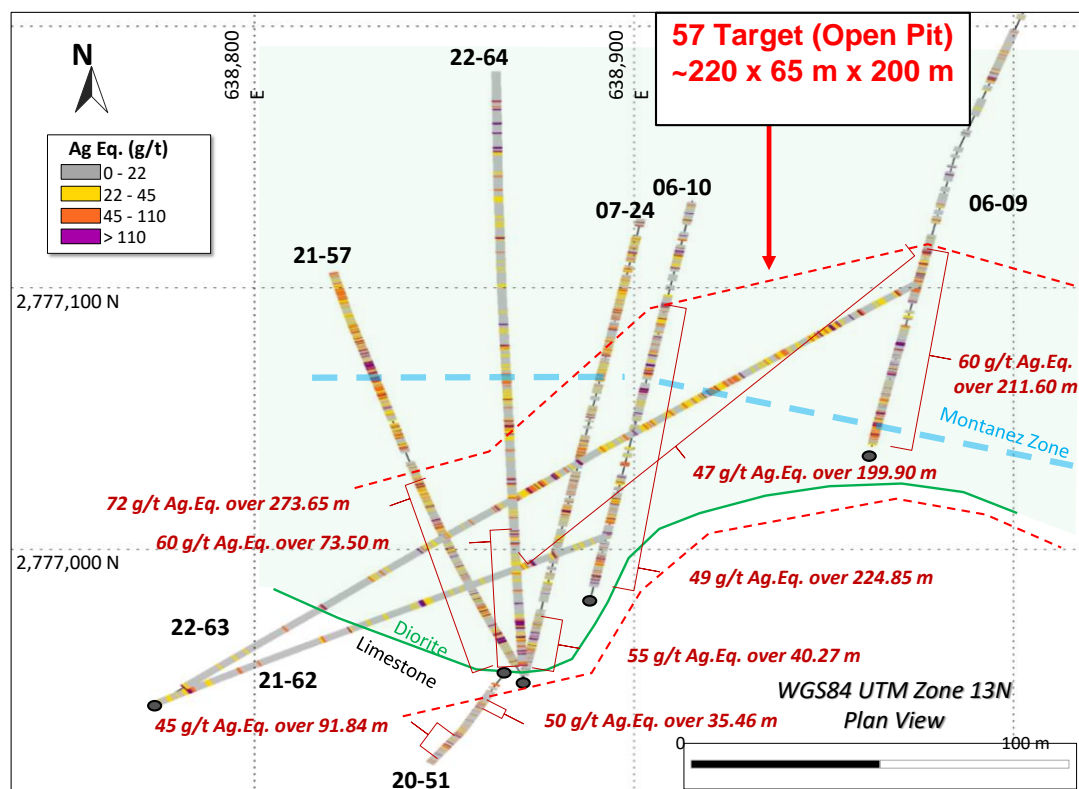 57 Target (Open Pit)
~220 x 65 m x 200 m
N
638,800
E
638,900
E
22-64
Ag Eq. (g/t)
0 - 22
22 - 45
45 - 110
> 110
06-10
07-24
06-09
21-57
2,777,100 N
60 g/t Ag.Eq.
over 211.60 m
Montanez Zone
47 g/t Ag.Eq over 199.90 m
72 g/t Ag.Eq over 273.65 m
60 g/t Ag.Eq over 73.50 m
2,777,000 N
49 g/t Ag.Eq over 224.85 m
22-63
Diorite
Limestone
21-62
55 g/t Ag.Eq. over 40.27 m
WGS84 UTM Zone 13N
Plan View
45 g/t Ag.Eq over 91.84 m
50 g/t Ag.Eq over 35.46 m
0
100 m
20-51